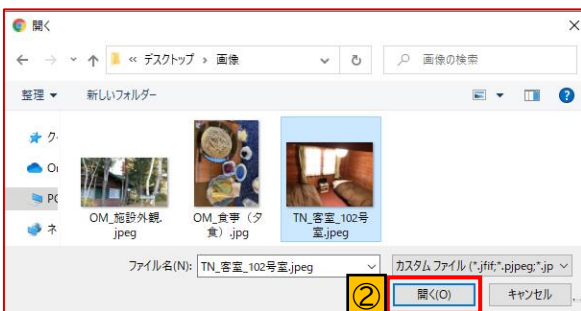 開く
« デスクトップ › 画像
画像の検索
整理 ▼ 新しいフォルダー
ク
O
PC
ネ
OM_施設外観.jpeg
OM_食事（夕食）.jpg
TN_客室_102号室.jpeg
ファイル名(N): TN_客室_102号室.jpeg
カスタム ファイル (*.jfif;*.pjpeg;*.jp
②
開く(O)
キャンセル